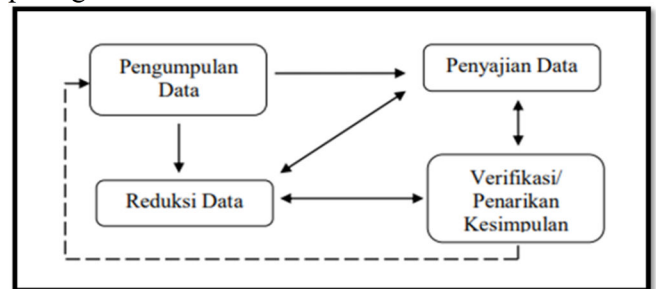 Pengumpulan
Data
Penyajian Data
Reduksi Data
Verifikasi/
Penarikan
Kesimpulan